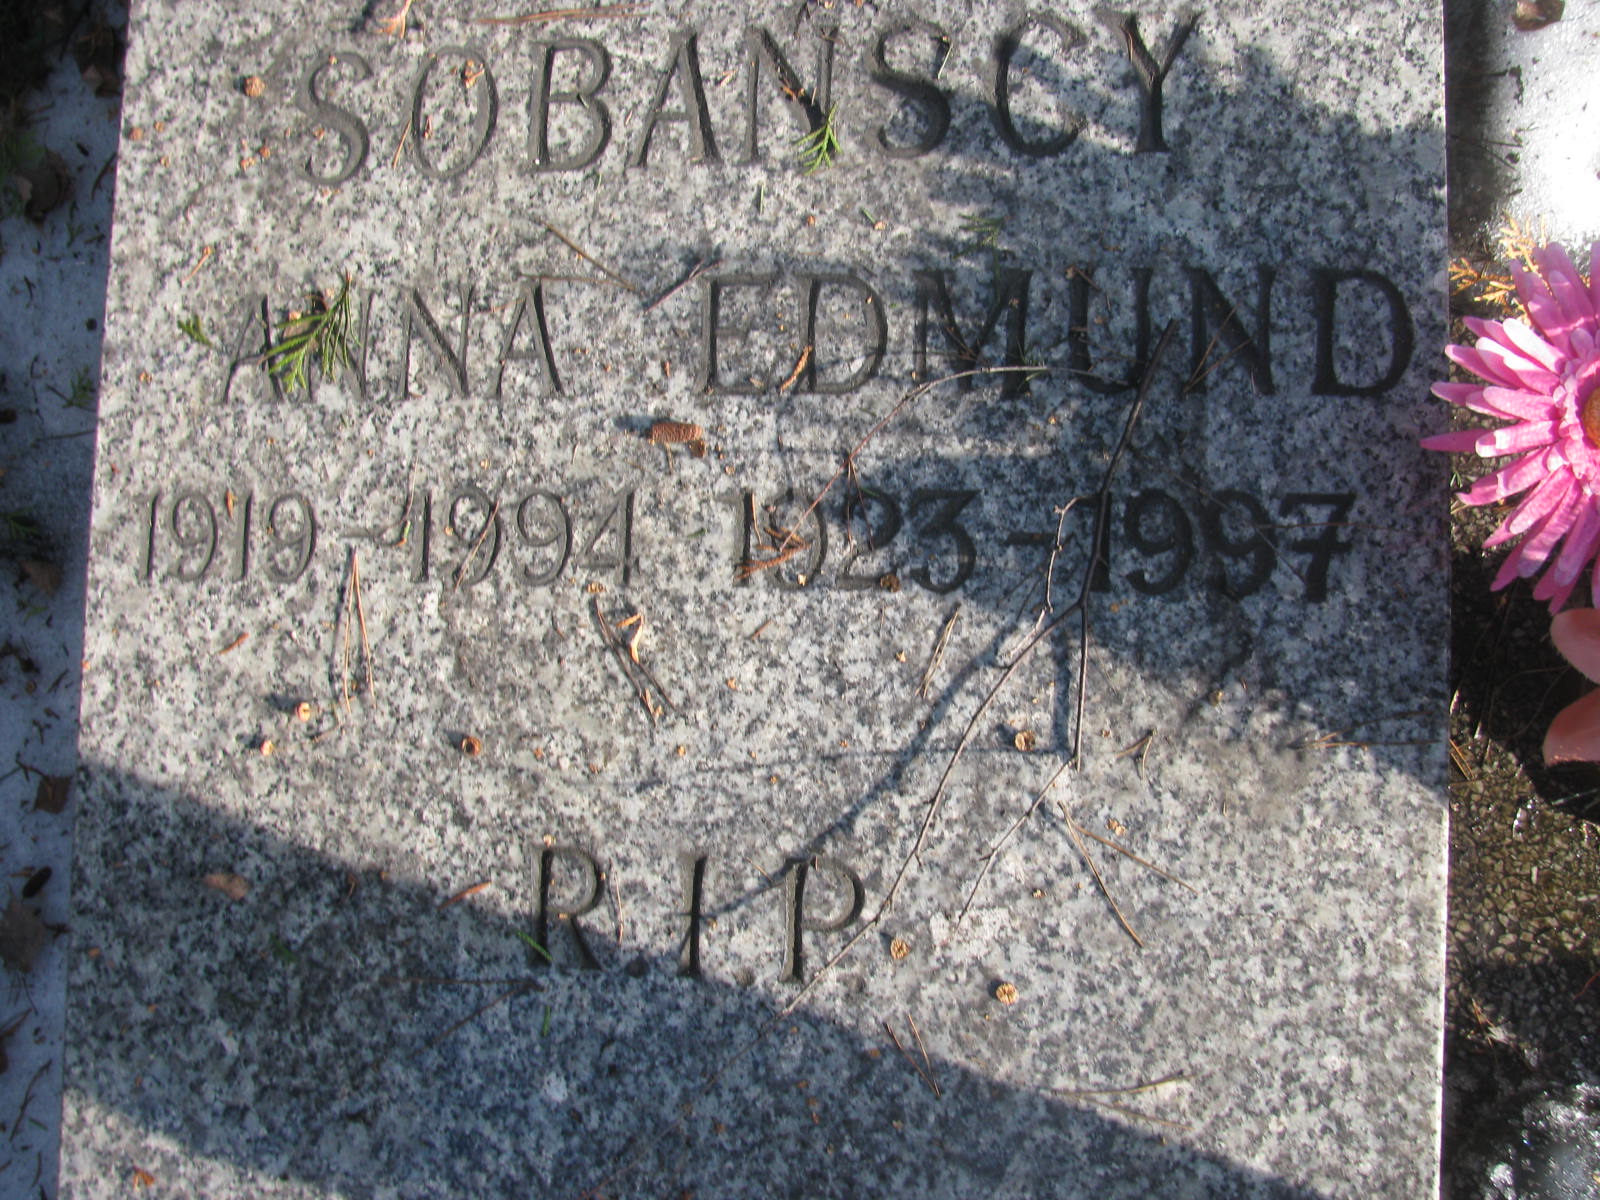 SOBAŃSCY
ANNA EDMUND
1919-1994 1923-1997
R.I.P.